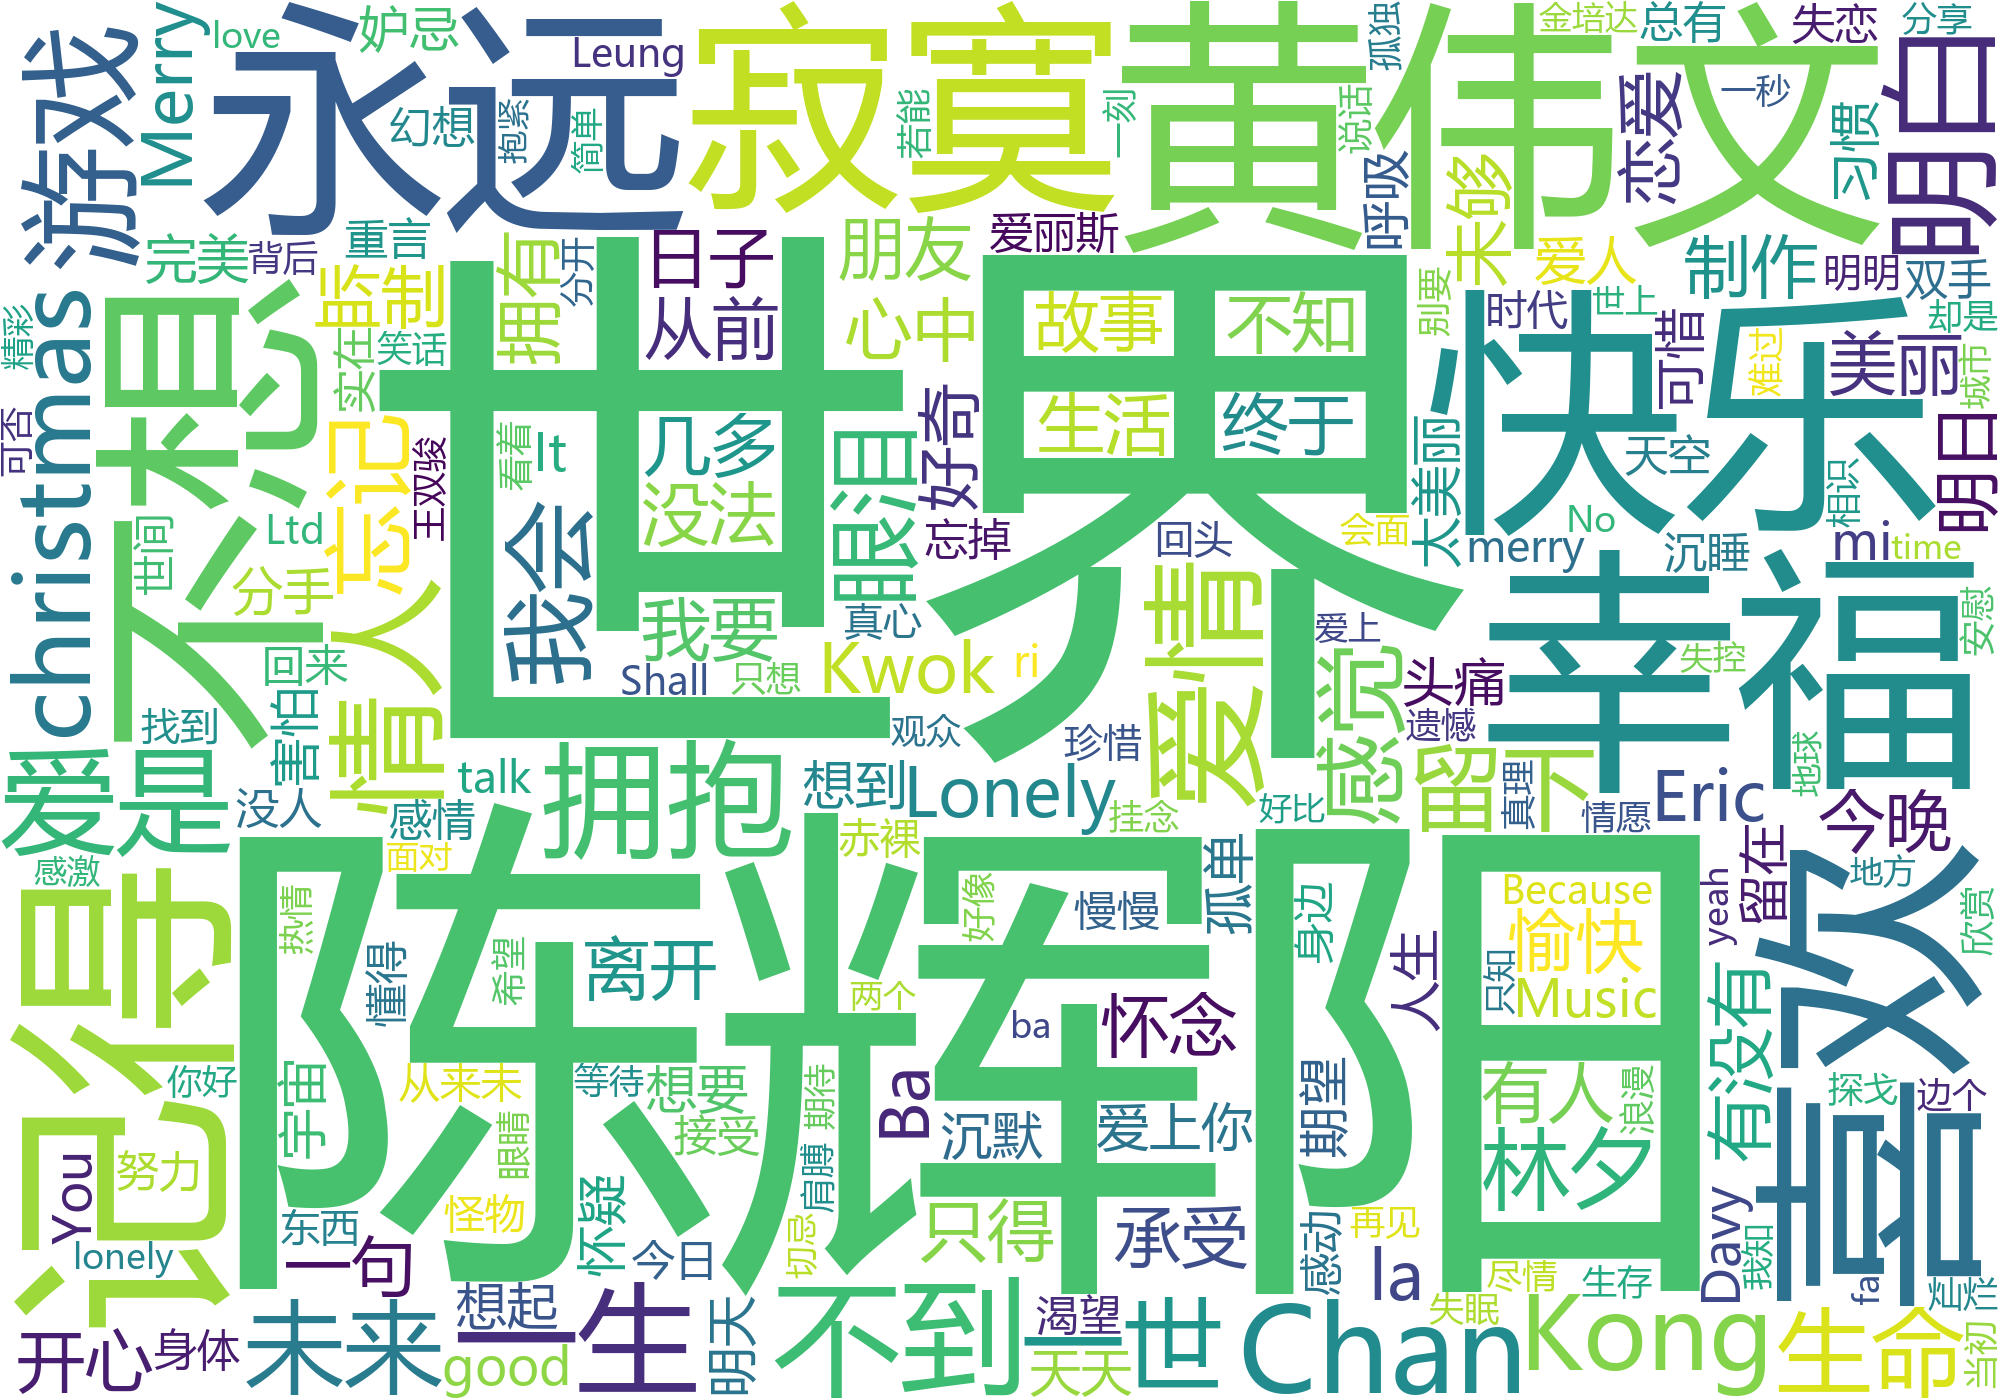 love
妒忌
永远
Leung
寂寞
黄伟文
孤独
金培达
总有
失恋
分享
明白
游戏
Merry
幻想
抱紧
简单
若能
一刻
说话
呼吸
未够
恋爱
一秒
习惯
完美
背后
重言
监制
拥有
分开
日子
从前
朋友
心中
爱丽斯
世界
故事
不知
生活
终于
别要
爱人
制作
明明
双手
时代
世上
可惜
难过
美丽
却是
城市
精彩
可否
christmas
不想
实在
笑话
忘记
王双骏
看着
It
几多
没法
我会
我要
眼泪
好奇
忘掉
真心
回头
会面
太美丽
快乐
天空
相识
明日
No
merry
沉睡
mi
time
世间
Ltd
分手
情人
回来
害怕
找到
Shall
只想
Kwok
ri
观众
珍惜
爱情
爱上
感觉
头痛
遗憾
留下
幸福
失控
安慰
地球
爱是
没人
感情
talk
拥抱
想到
Lonely
挂念
好比
真理
情愿
Eric
今晚
感激
面对
赤裸
孤单
慢慢
Because
愉快
Music
只知
yeah
留在
地方
喜欢
欣赏
记得
热情
懂得
希望
离开
陈辉阳
好像
两个
ba
怀念
身边
人生
有没有
你好
宇宙
从来未
等待
想要
接受
期待
Ba
沉默
爱上你
期望
有人
浪漫
林夕
探戈
边个
You
努力
眼睛
怪物
怀疑
肩膊
切忌
只得
承受
感动
再见
尽情
生存
Davy
我知
fa
灿烂
lonely
东西
一句
今日
开心
身体
未来
想起
good
一生
明天
不到
渴望
天天
一世
Chan
la
失眠
Kong
生命
当初